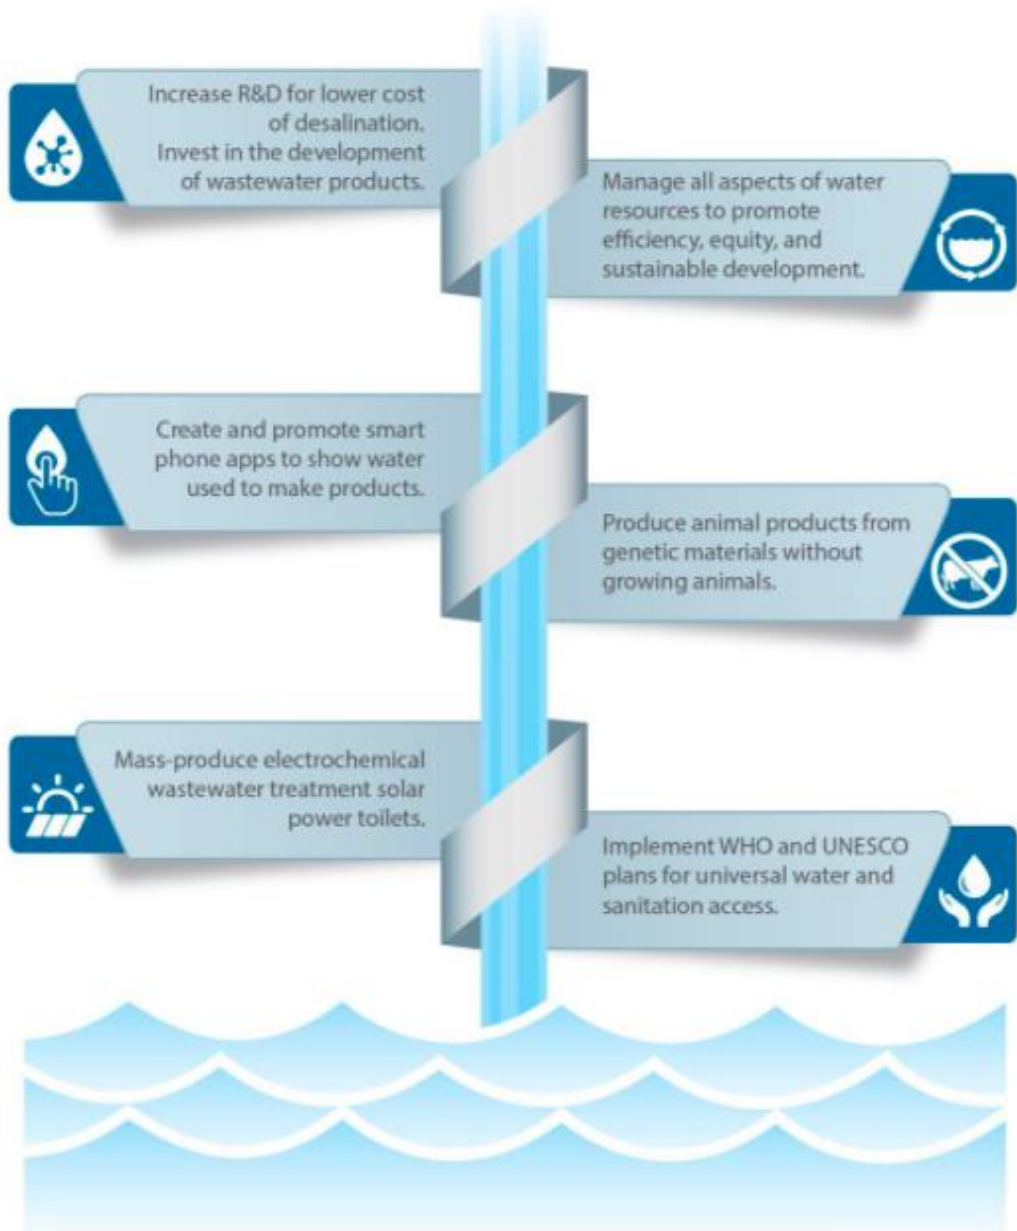 Increase R&D for lower cost
of desalination.
Invest in the development
of wastewater products.
Manage all aspects of water
resources to promote
efficiency, equity, and
sustainable development.
Create and promote smart
phone apps to show water
used to make products.
Produce animal products from
genetic materials without
growing animals.
Mass-produce electrochemical
wastewater treatment solar
power toilets.
Implement WHO and UNESCO
plans for universal water and
sanitation access.